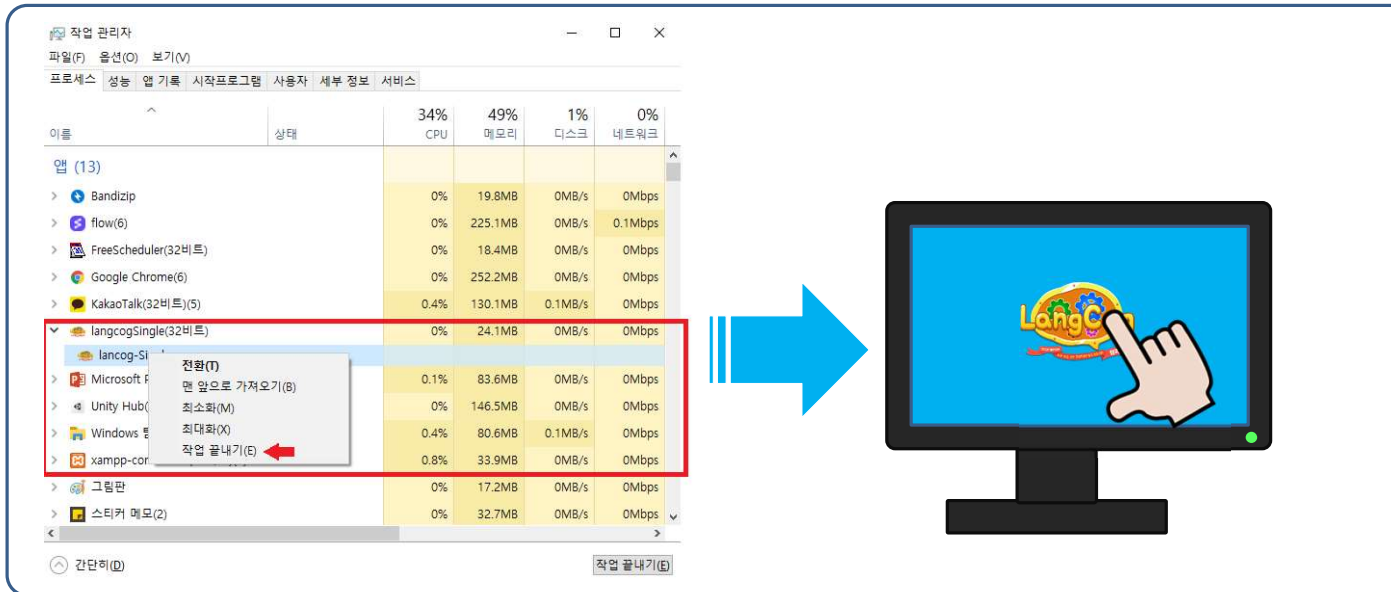 작업 관리자
파일(F) 옵션(O) 보기(V)
프로세스 성능 앱 기록 시작프로그램 사용자 세부 정보 서비스
34% 49% 1% 0%
이름 상태 CPU 메모리 디스크 네트워크
앱 (13)
Bandizip 0% 19.8MB 0MB/s 0Mbps
flow(6) 0% 225.1MB 0MB/s 0.1Mbps
FreeScheduler(32비트) 0% 18.4MB 0MB/s 0Mbps
Google Chrome(6) 0% 252.2MB 0MB/s 0Mbps
KakaoTalk(32비트)(5) 0.4% 130.1MB 0.1MB/s 0Mbps
langcogSingle(32비트) 0% 24.1MB 0MB/s 0Mbps
전환(T)
맨 앞으로 가져오기(B)
최소화(M)
최대화(X)
작업 끝내기(E)
Microsoft 0.1% 83.6MB 0MB/s 0Mbps
Unity Hub( 0% 146.5MB 0MB/s 0Mbps
Windows 0.4% 80.6MB 0.1MB/s 0Mbps
0.8% 33.9MB 0MB/s 0Mbps
그림판 0% 17.2MB 0MB/s 0Mbps
스티커 메모(2) 0% 32.7MB 0MB/s 0Mbps
간단히(D) 작업 끝내기(E)